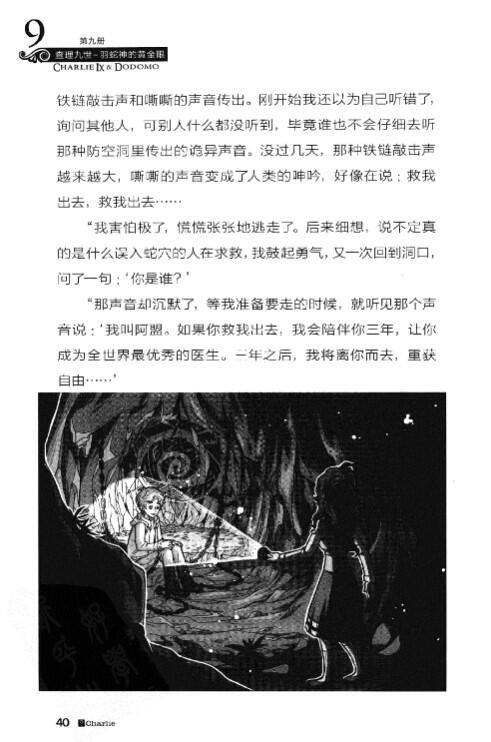 9
第九册
查理九世-羽蛇神的黄金眼
CHARLIE IX & DODOMO
铁链敲击声和嘶嘶的声音传出。刚开始我还以为自己听错了,
询问其他人,可别人什么都没听到,毕竟谁也不会仔细去听
那种防空洞里传出的诡异声音。没过几天,那种铁链敲击声
越来越大,嘶嘶的声音变成了人类的呻吟,好像在说:救我
出去,救我出去……
“我害怕极了,慌慌张张地逃走了。后来细想,说不定真
的是什么误入蛇穴的人在求救,我鼓起勇气,又一次回到洞口,
问了一句:‘你是谁?’
“那声音却沉默了,等我准备要走的时候,就听见那个声
音说:‘我叫阿盟。如果你救我出去,我会陪伴你三年,让你
成为全世界最优秀的医生。三年之后,我将离你而去,重获
自由……’
40 Charlie